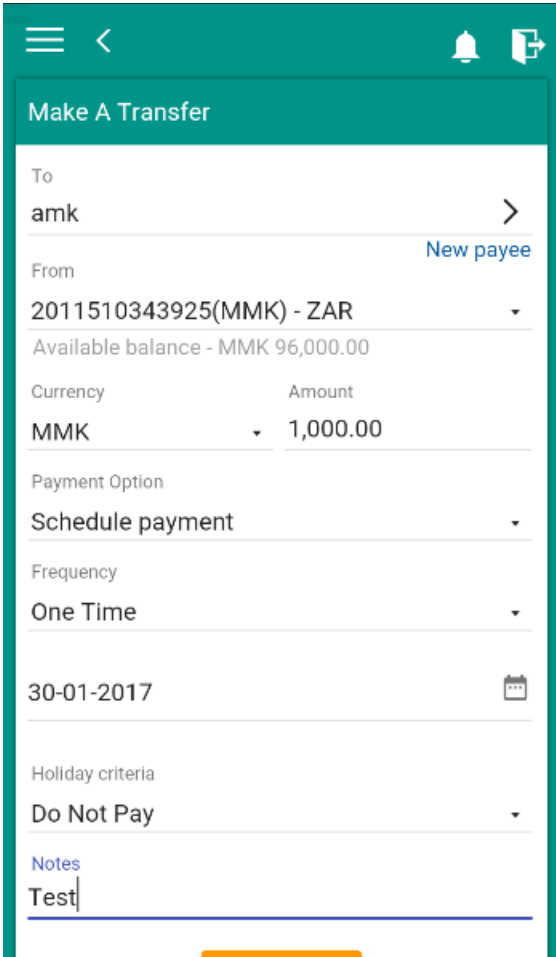 Make A Transfer
To
amk
New payee
From
2011510343925(MMK) - ZAR
Available balance - MMK 96,000.00
Currency Amount
MMK 1,000.00
Payment Option
Schedule payment
Frequency
One Time
30-01-2017
Holiday criteria
Do Not Pay
Notes
Test